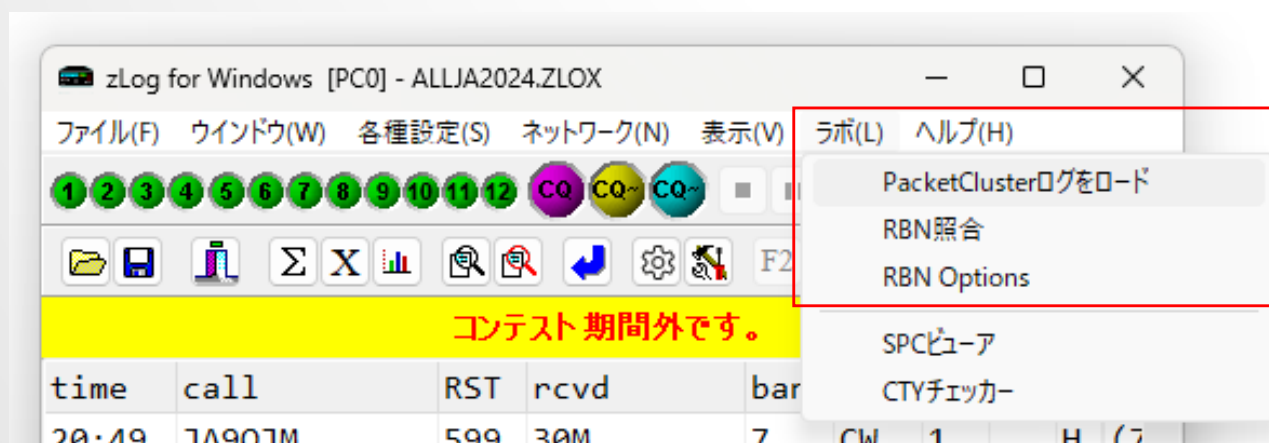 zLog for Windows [PC0] - ALLJA2024.ZLOX
ファイル(F) ウインドウ(W) 各種設定(S) ネットワーク(N) 表示(V) ラボ(L) ヘルプ(H)
1 2 3 4 5 6 7 8 9 10 11 12 CQ CQ~ CQ~
PacketClusterログをロード
RBN照合
RBN Options
SPCビューア
CTYチェッカー
Σ X F2
コンテスト期間外です。
time call RST rcvd
20:49 JA9QJM 599 30M 7 CW 1 H